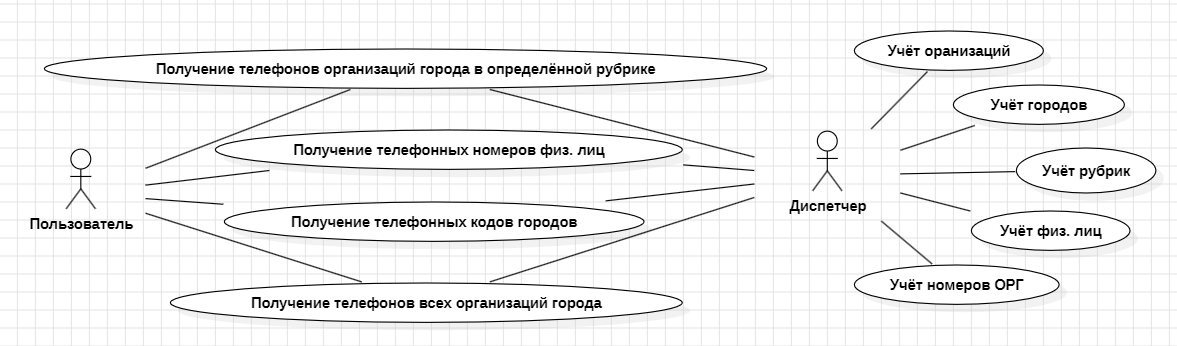 Получение телефонов организаций города в определённой рубрике
Получение телефонных номеров физ. лиц
Получение телефонных кодов городов
Получение телефонов всех организаций города
Пользователь
Диспетчер
Учёт оранизаций
Учёт городов
Учёт рубрик
Учёт физ. лиц
Учёт номеров ОРГ